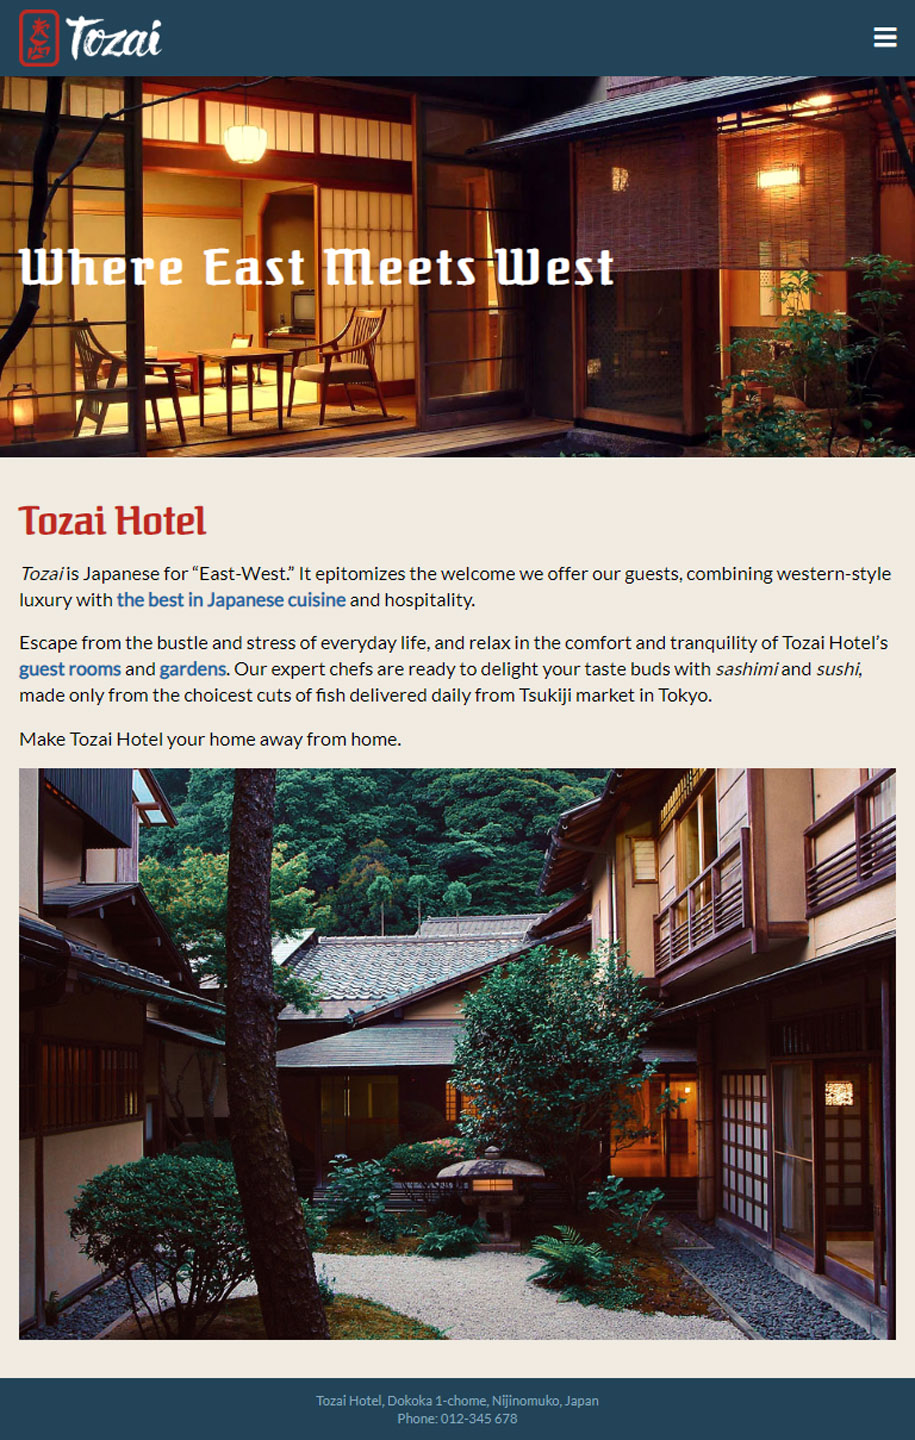 東西 Tozai
Where East Meets West
Tozai Hotel
Tozai is Japanese for “East-West.” It epitomizes the welcome we offer our guests, combining western-style
luxury with the best in Japanese cuisine and hospitality.
Escape from the bustle and stress of everyday life, and relax in the comfort and tranquility of Tozai Hotel’s
guest rooms and gardens. Our expert chefs are ready to delight your taste buds with sashimi and sushi,
made only from the choicest cuts of fish delivered daily from Tsukiji market in Tokyo.
Make Tozai Hotel your home away from home.
Tozai Hotel, Dokoka 1-chome, Nijinomuko, Japan
Phone: 012-345 678